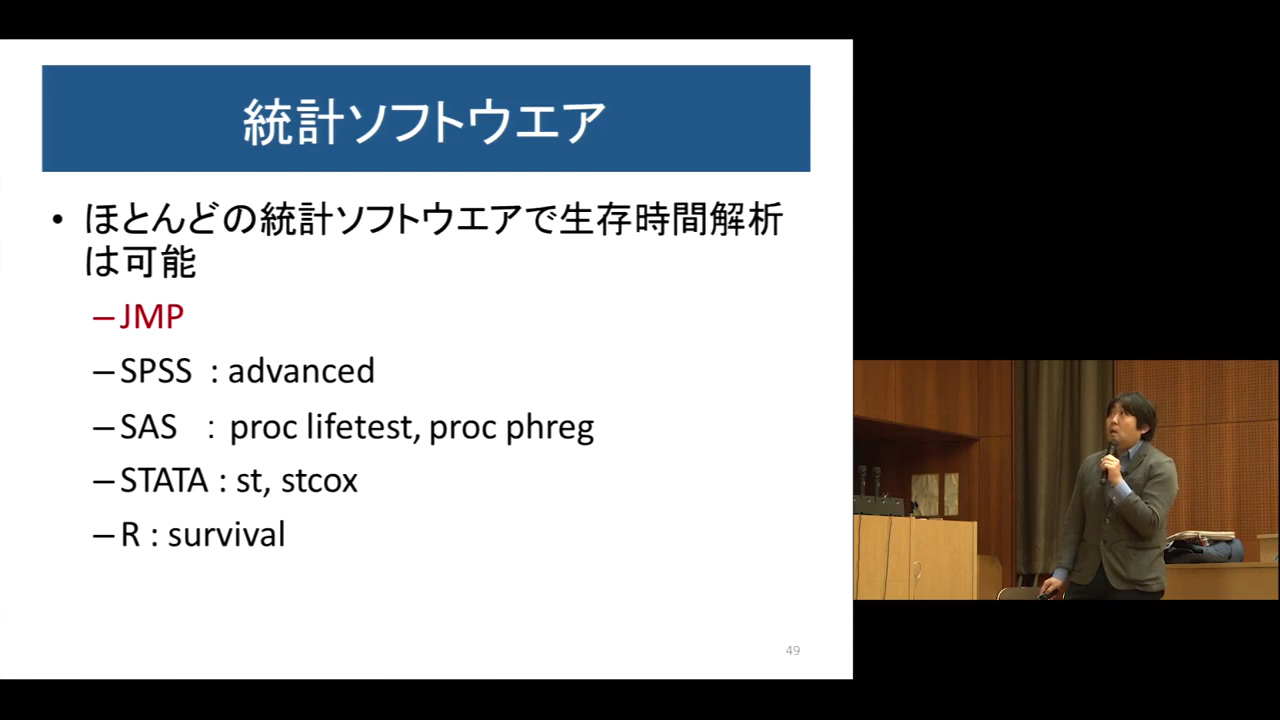 統計ソフトウエア
• ほとんどの統計ソフトウエアで生存時間解析
は可能
–JMP
–SPSS : advanced
–SAS : proc lifetest, proc phreg
–STATA : st, stcox
–R : survival
49